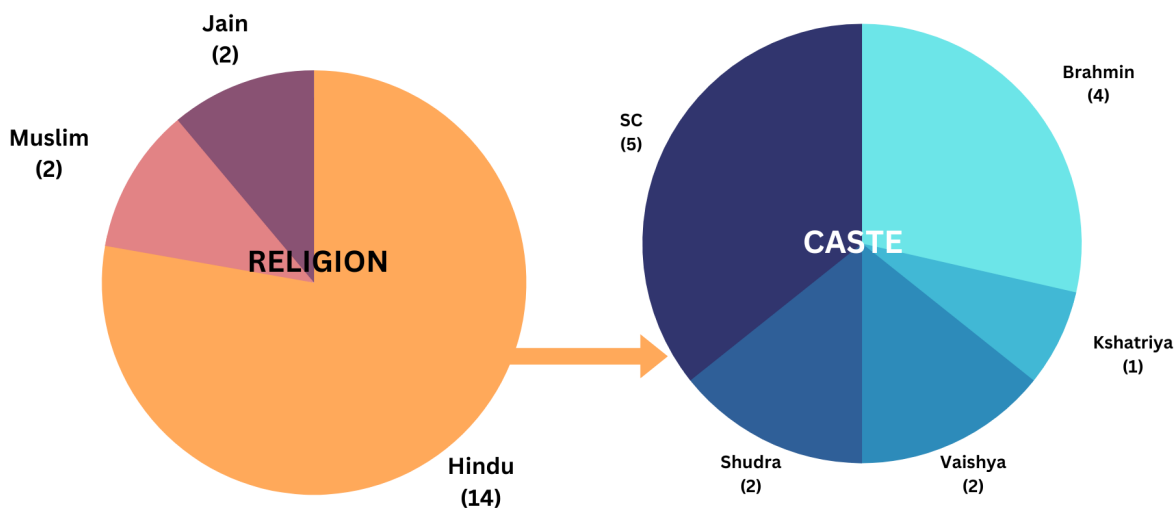 Jain
(2)
Muslim
(2)
RELIGION
Hindu
(14)
SC
(5)
Brahmin
(4)
CASTE
Kshatriya
(1)
Shudra
(2)
Vaishya
(2)